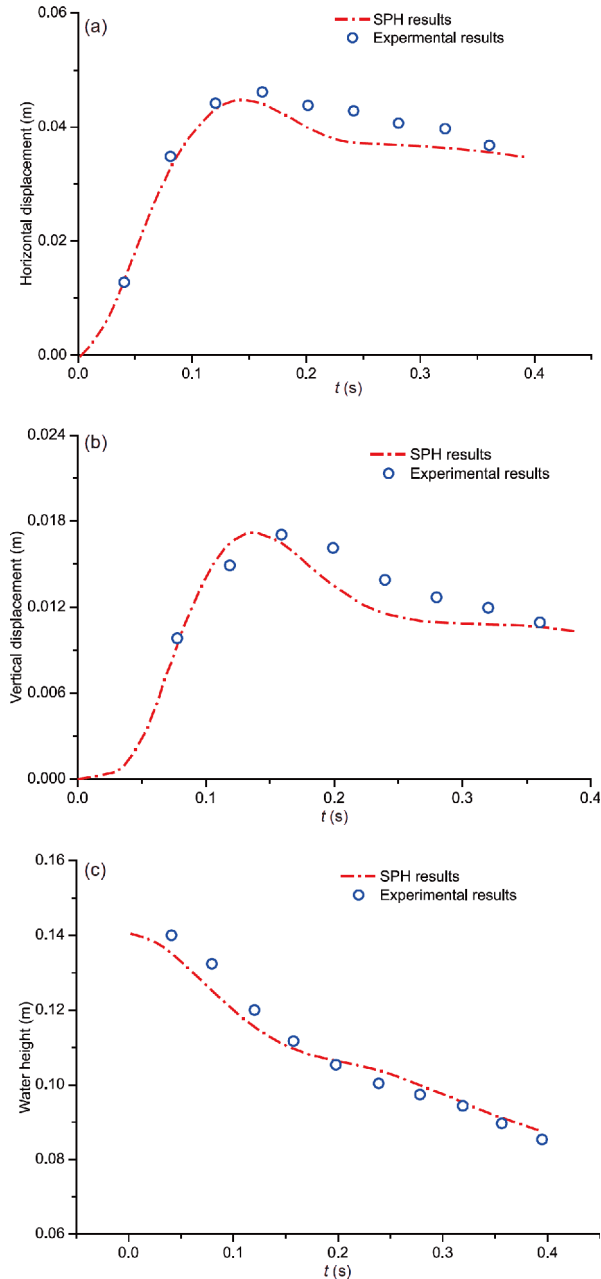 (a)
SPH results
Expermental results
Horizontal displacement (m)
0.06
0.04
0.02
0.00
0.0 0.1 0.2 0.3 0.4
t (s)
(b)
SPH results
Experimental results
Vertical displacement (m)
0.024
0.018
0.012
0.006
0.000
0.0 0.1 0.2 0.3 0.4
t (s)
(c)
SPH results
Experimental results
Water height (m)
0.16
0.14
0.12
0.10
0.08
0.06
0.0 0.1 0.2 0.3 0.4
t (s)